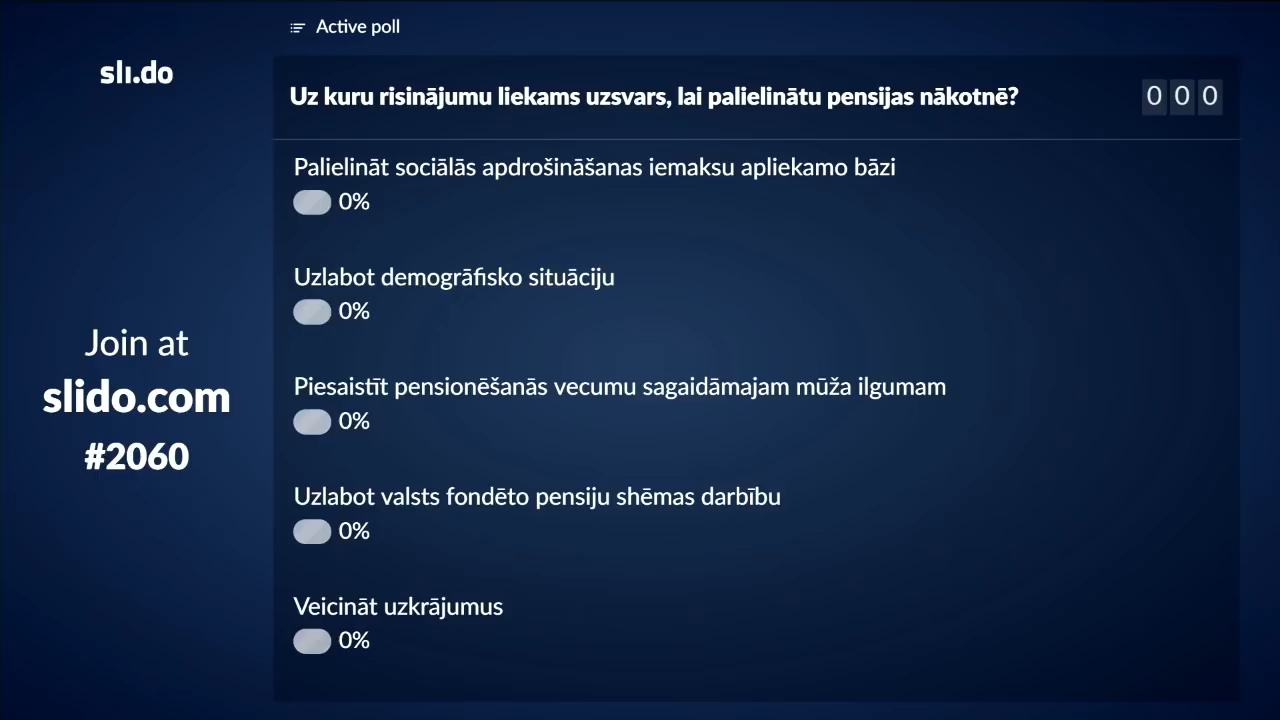 Active poll
sli.do
Uz kuru risinājumu liekams uzsvars, lai palielinātu pensijas nākotnē?
0 0 0
Palielināt sociālās apdrošināšanas iemaksu apliekamo bāzi
0%
Uzlabot demogrāfisko situāciju
0%
Piesaistīt pensionēšanās vecumu sagaidāmajam mūža ilgumam
0%
Uzlabot valsts fondēto pensiju shēmas darbību
0%
Veicināt uzkrājumus
0%
Join at
slido.com
#2060